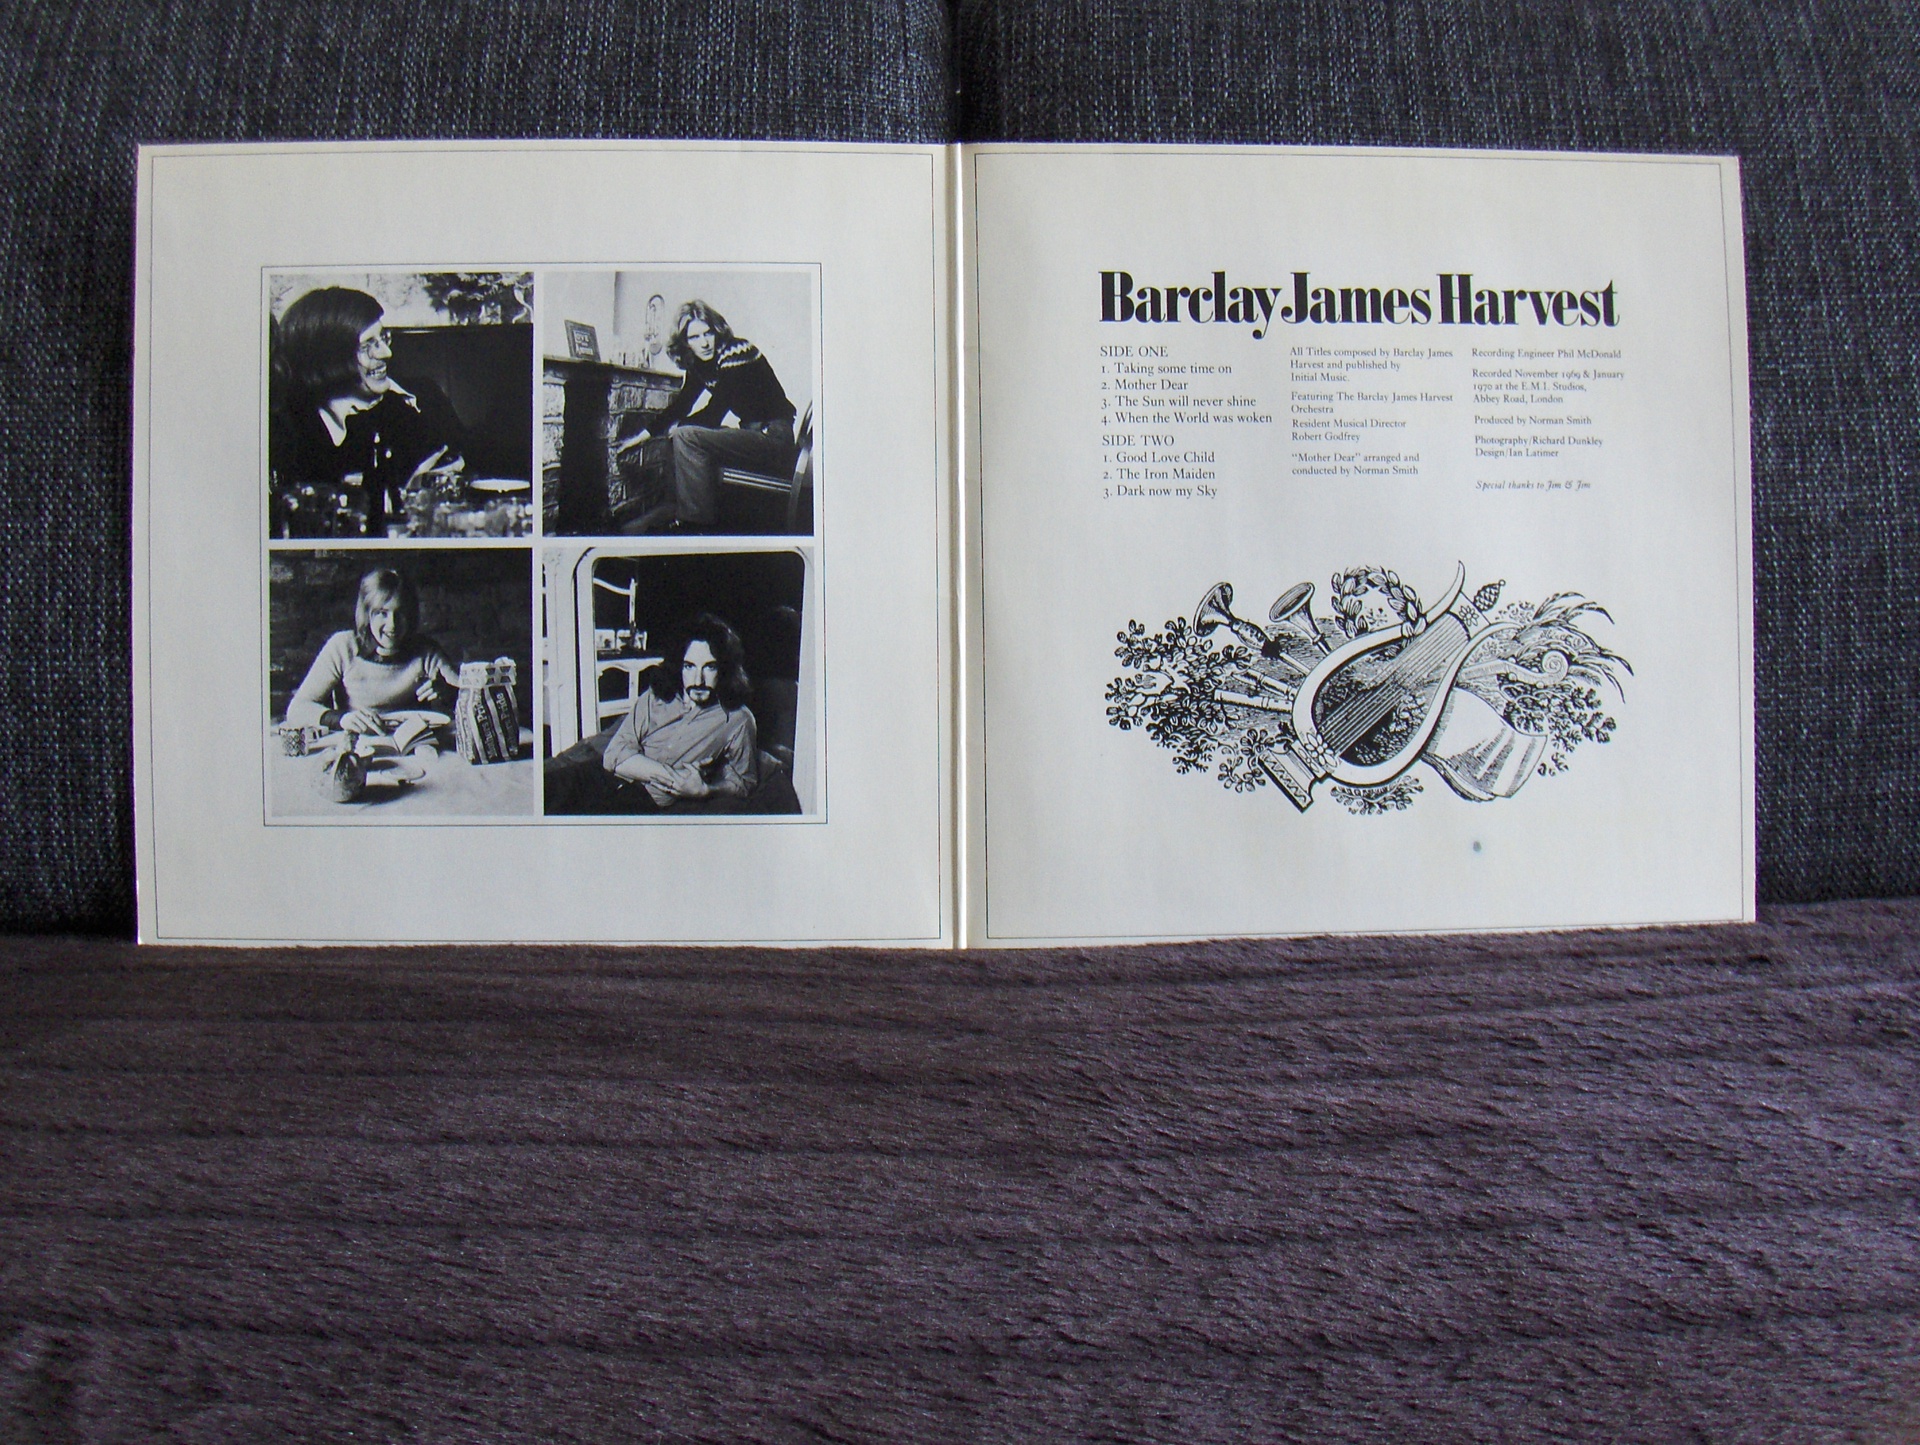 Barclay James Harvest
SIDE ONE
1. Taking some time on
2. Mother Dear
3. The Sun will never shine
4. When the World was woken
SIDE TWO
1. Good Love Child
2. The Iron Maiden
3. Dark now my Sky
All Titles composed by Barclay James
Harvest and published by
Initial Music.
Featuring The Barclay James Harvest
Orchestra
Resident Musical Director
Robert Godfrey
"Mother Dear" arranged and
conducted by Norman Smith
Recording Engineer Phil McDonald
Recorded November 1969 & January
1970 at the E.M.I. Studios,
Abbey Road, London
Produced by Norman Smith
Photography/Richard Dunkley
Design/Ian Latimer
Special thanks to Jim & Jim